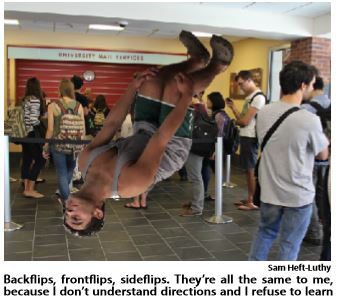 UNIVERSITY MAIL SERVICES
Sam Heft-Luthy
Backflips, frontflips, sideflips. They're all the same to me,
because I don't understand directions and I refuse to learn